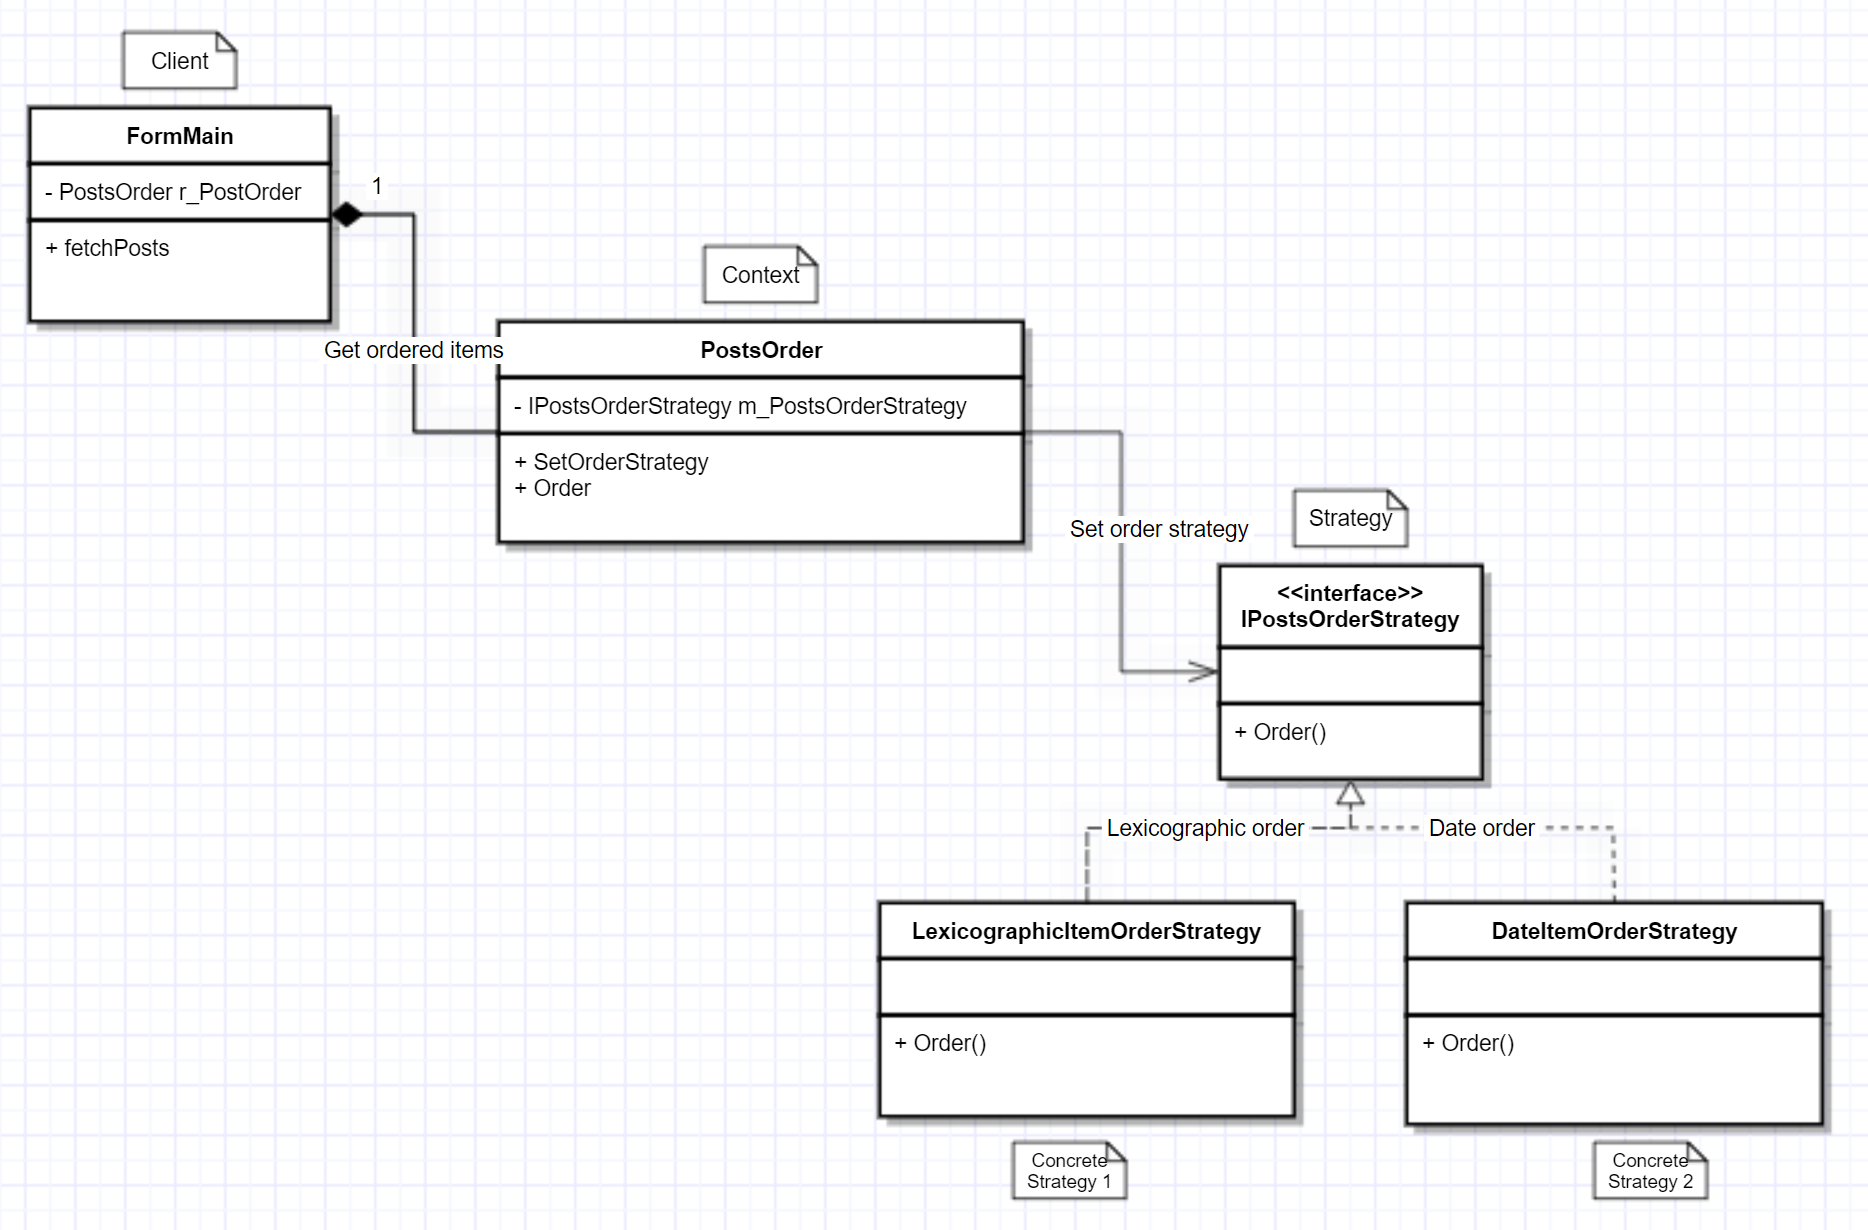 Client
FormMain
- PostsOrder r_PostOrder
+ fetchPosts
1
Get ordered items
Context
PostsOrder
- IPostsOrderStrategy m_PostsOrderStrategy
+ SetOrderStrategy
+ Order
Set order strategy
Strategy
<<interface>>
IPostsOrderStrategy
+ Order()
Lexicographic order
Date order
LexicographicItemOrderStrategy
+ Order()
DateItemOrderStrategy
+ Order()
Concrete
Strategy 1
Concrete
Strategy 2